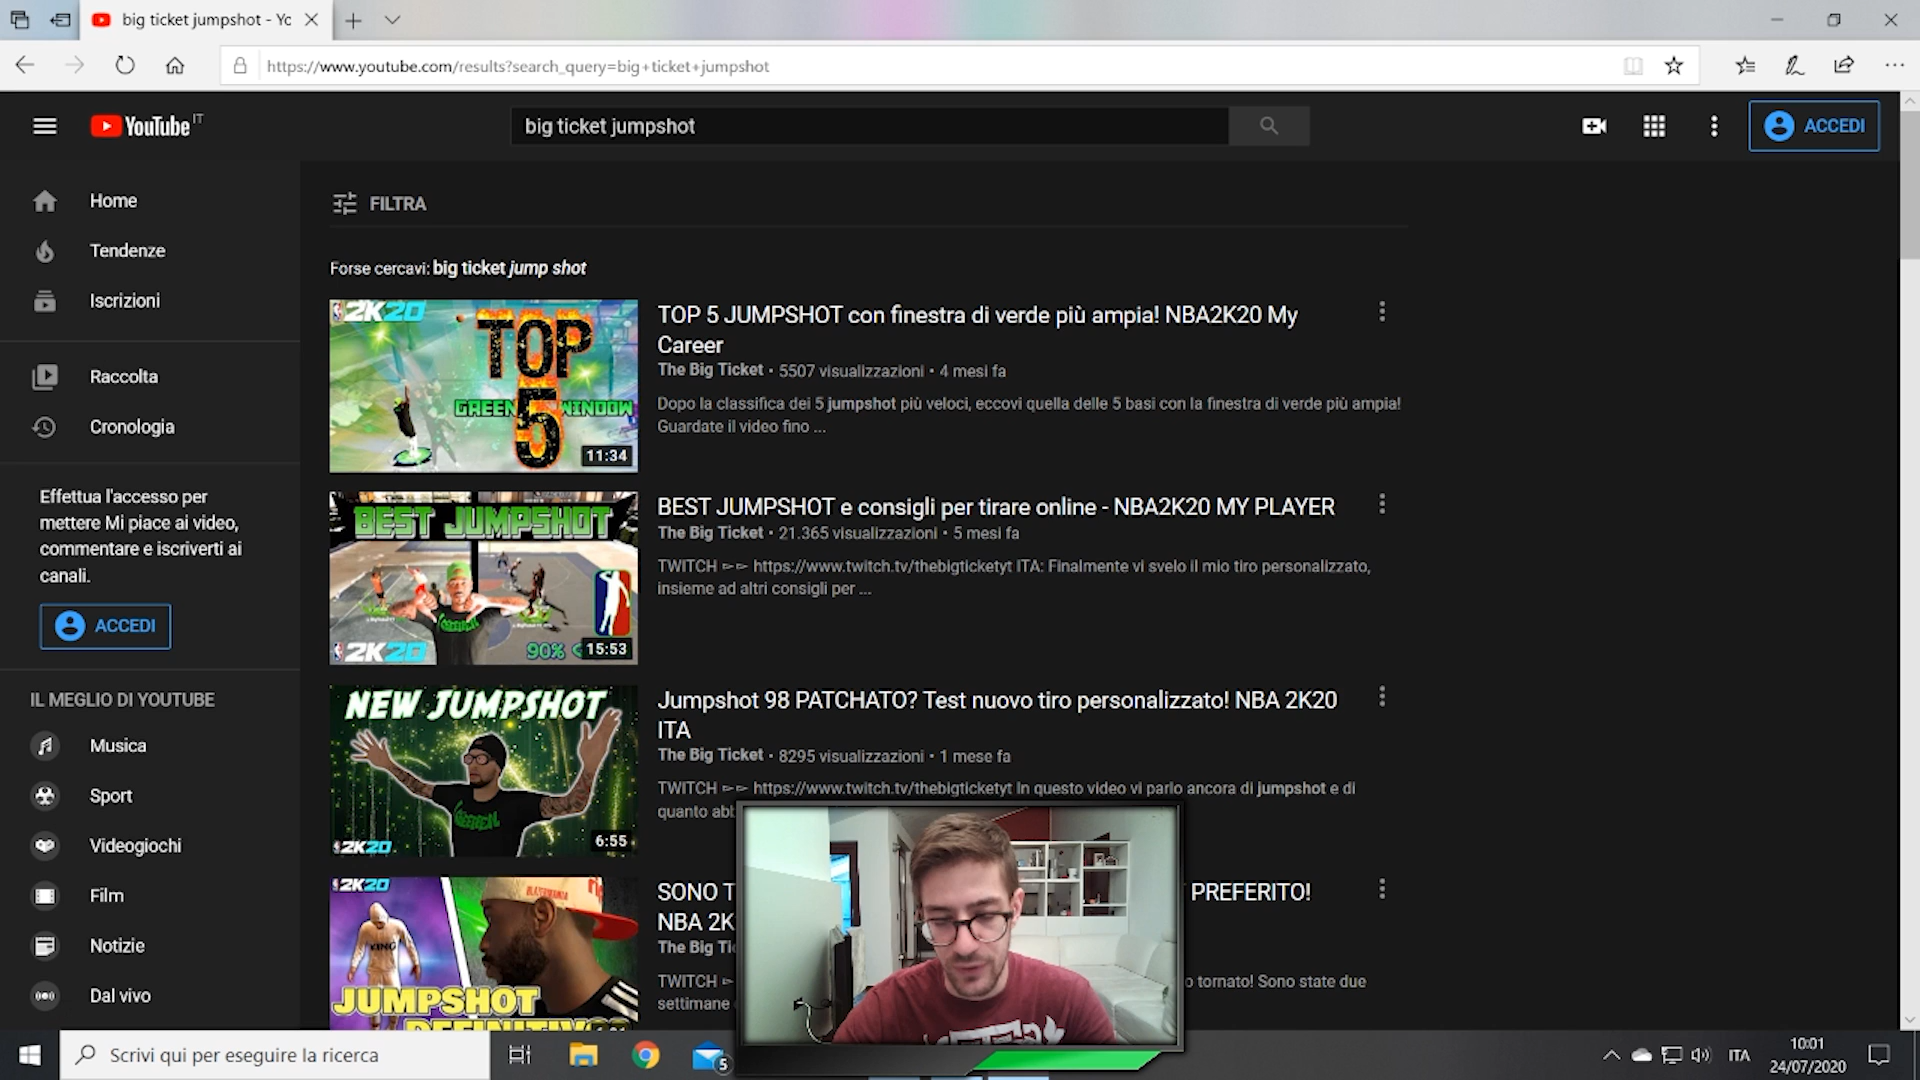 big ticket jumpshot - Yo
https://www.youtube.com/results?search_query=big+ticket+jumpshot
YouTube IT
big ticket jumpshot
ACCEDI
Home
Tendenze
Iscrizioni
Raccolta
Cronologia
Effettua l'accesso per
mettere Mi piace ai video,
commentare e iscriverti ai
canali.
ACCEDI
IL MEGLIO DI YOUTUBE
Musica
Sport
Videogiochi
Film
Notizie
Dal vivo
FILTRA
Forse cercavi: big ticket jump shot
2K20
TOP
5
GREEN WINDOW
11:34
TOP 5 JUMPSHOT con finestra di verde più ampia! NBA2K20 My
Career
The Big Ticket • 5507 visualizzazioni • 4 mesi fa
Dopo la classifica dei 5 jumpshot più veloci, eccovi quella delle 5 basi con la finestra di verde più ampia!
Guardate il video fino ...
BEST JUMPSHOT
2K20
90%
15:53
BEST JUMPSHOT e consigli per tirare online - NBA2K20 MY PLAYER
The Big Ticket • 21.365 visualizzazioni • 5 mesi fa
TWITCH ►► https://www.twitch.tv/thebigticketyt ITA: Finalmente vi svelo il mio tiro personalizzato,
insieme ad altri consigli per ...
NEW JUMPSHOT
2K20
6:55
Jumpshot 98 PATCHATO? Test nuovo tiro personalizzato! NBA 2K20
ITA
The Big Ticket • 8295 visualizzazioni • 1 mese fa
TWITCH ►► https://www.twitch.tv/thebigticketyt In questo video vi parlo ancora di jumpshot e di
quanto abb
2K20
KING
JUMPSHOT
DEFINITIVO
SONO T
PREFERITO!
NBA 2K
The Big Ti
TWITCH ►
o tornato! Sono state due
settimane
Scrivi qui per eseguire la ricerca
5
ITA
10:01
24/07/2020